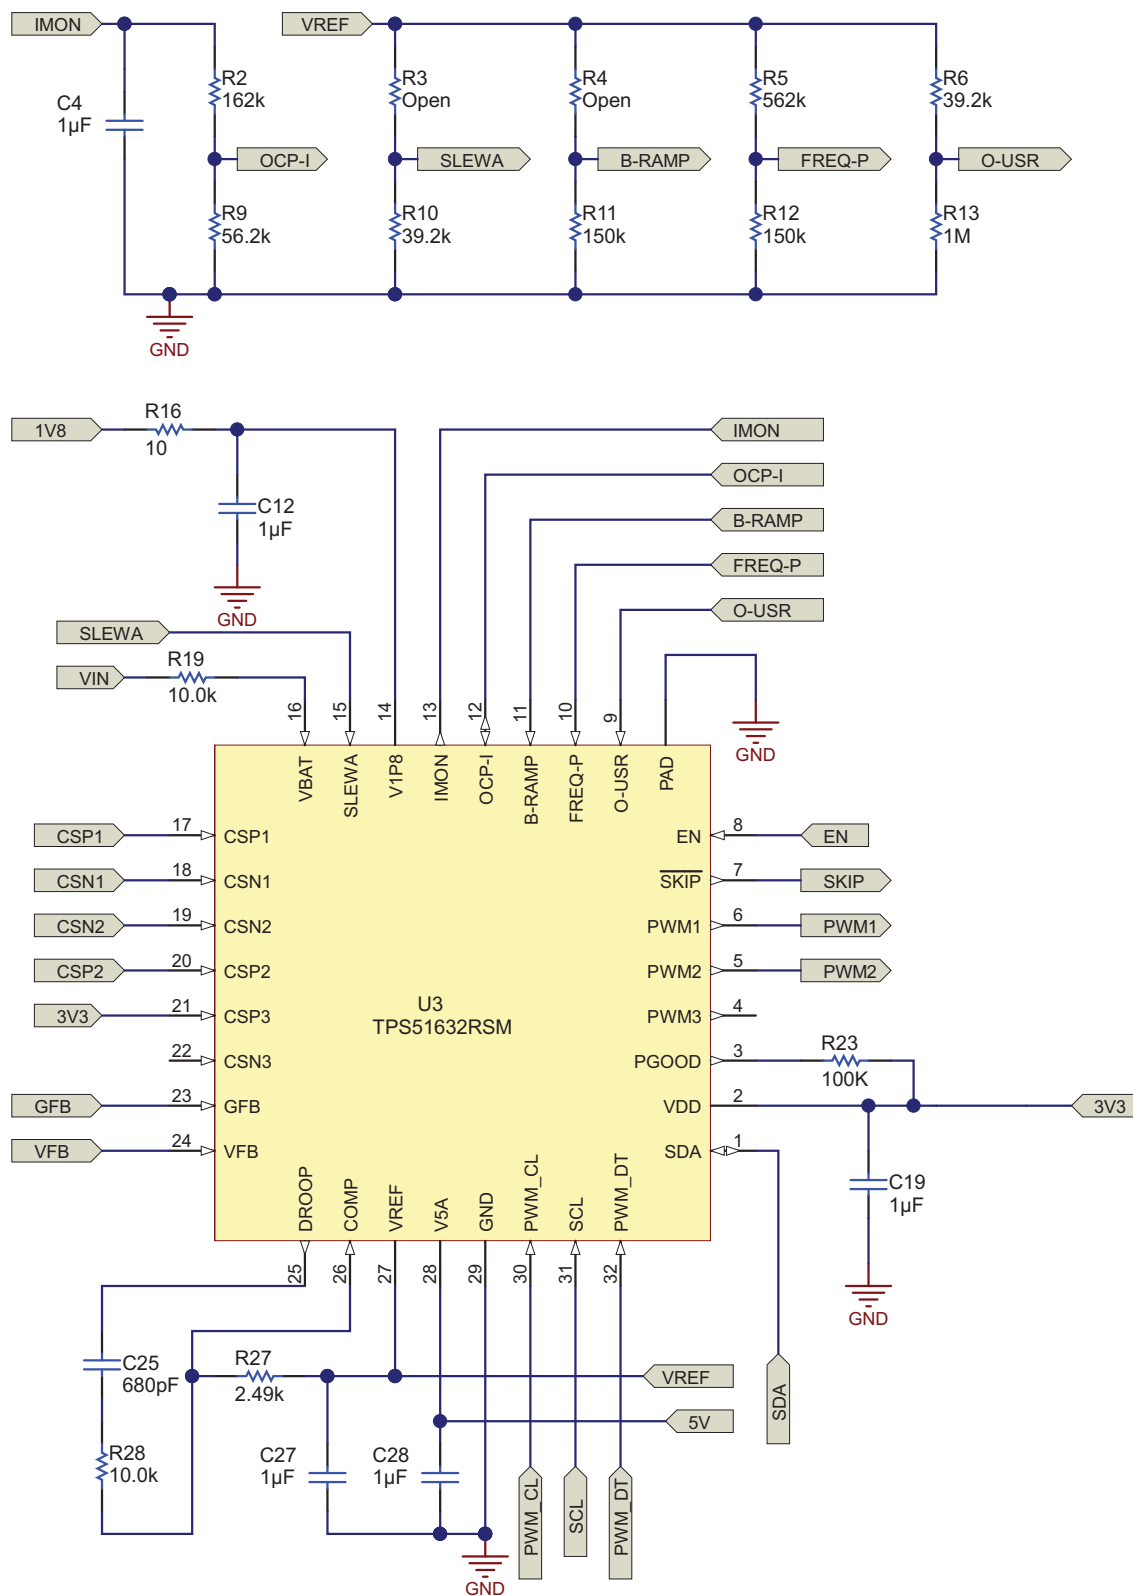 IMON
VREF
R2
162k
R3
Open
R4
Open
R5
562k
R6
39.2k
C4
1µF
OCP-I
SLEWA
B-RAMP
FREQ-P
O-USR
R9
56.2k
R10
39.2k
R11
150k
R12
150k
R13
1M
GND
1V8
R16
10
C12
1µF
GND
IMON
OCP-I
B-RAMP
FREQ-P
O-USR
SLEWA
VIN
R19
10.0k
GND
16
15
14
13
12
11
10
9
VBAT
SLEWA
V1P8
IMON
OCP-I
B-RAMP
FREQ-P
O-USR
PAD
CSP1
17
CSP1
CSN1
18
CSN1
CSN2
19
CSN2
CSP2
20
CSP2
3V3
21
CSP3
22
CSN3
GFB
23
GFB
VFB
24
VFB
U3
TPS51632RSM
EN
8
EN
SKIP
7
SKIP
PWM1
6
PWM1
PWM2
5
PWM2
PWM3
4
PGOOD
3
R23
100K
VDD
2
3V3
SDA
1
C19
1µF
GND
SDA
DROOP
COMP
VREF
V5A
GND
PWM_CL
SCL
PWM_DT
25
26
27
28
29
30
31
32
C25
680pF
R27
2.49k
VREF
5V
R28
10.0k
C27
1µF
C28
1µF
PWM_CL
SCL
PWM_DT
GND